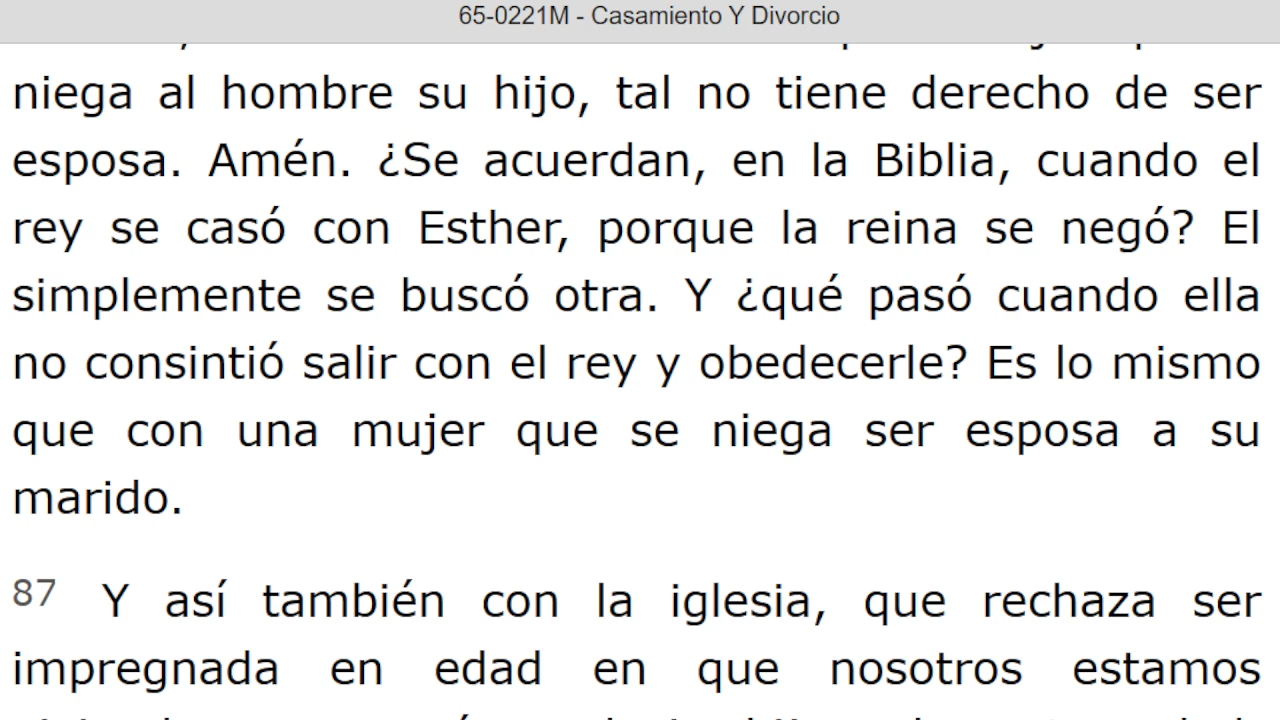 65-0221M - Casamiento Y Divorcio
niega al hombre su hijo, tal no tiene derecho de ser
esposa. Amén. ¿Se acuerdan, en la Biblia, cuando el
rey se casó con Esther, porque la reina se negó? El
simplemente se buscó otra. Y ¿qué pasó cuando ella
no consintió salir con el rey y obedecerle? Es lo mismo
que con una mujer que se niega ser esposa a su
marido.
87 Y así también con la iglesia, que rechaza ser
impregnada en edad en que nosotros estamos